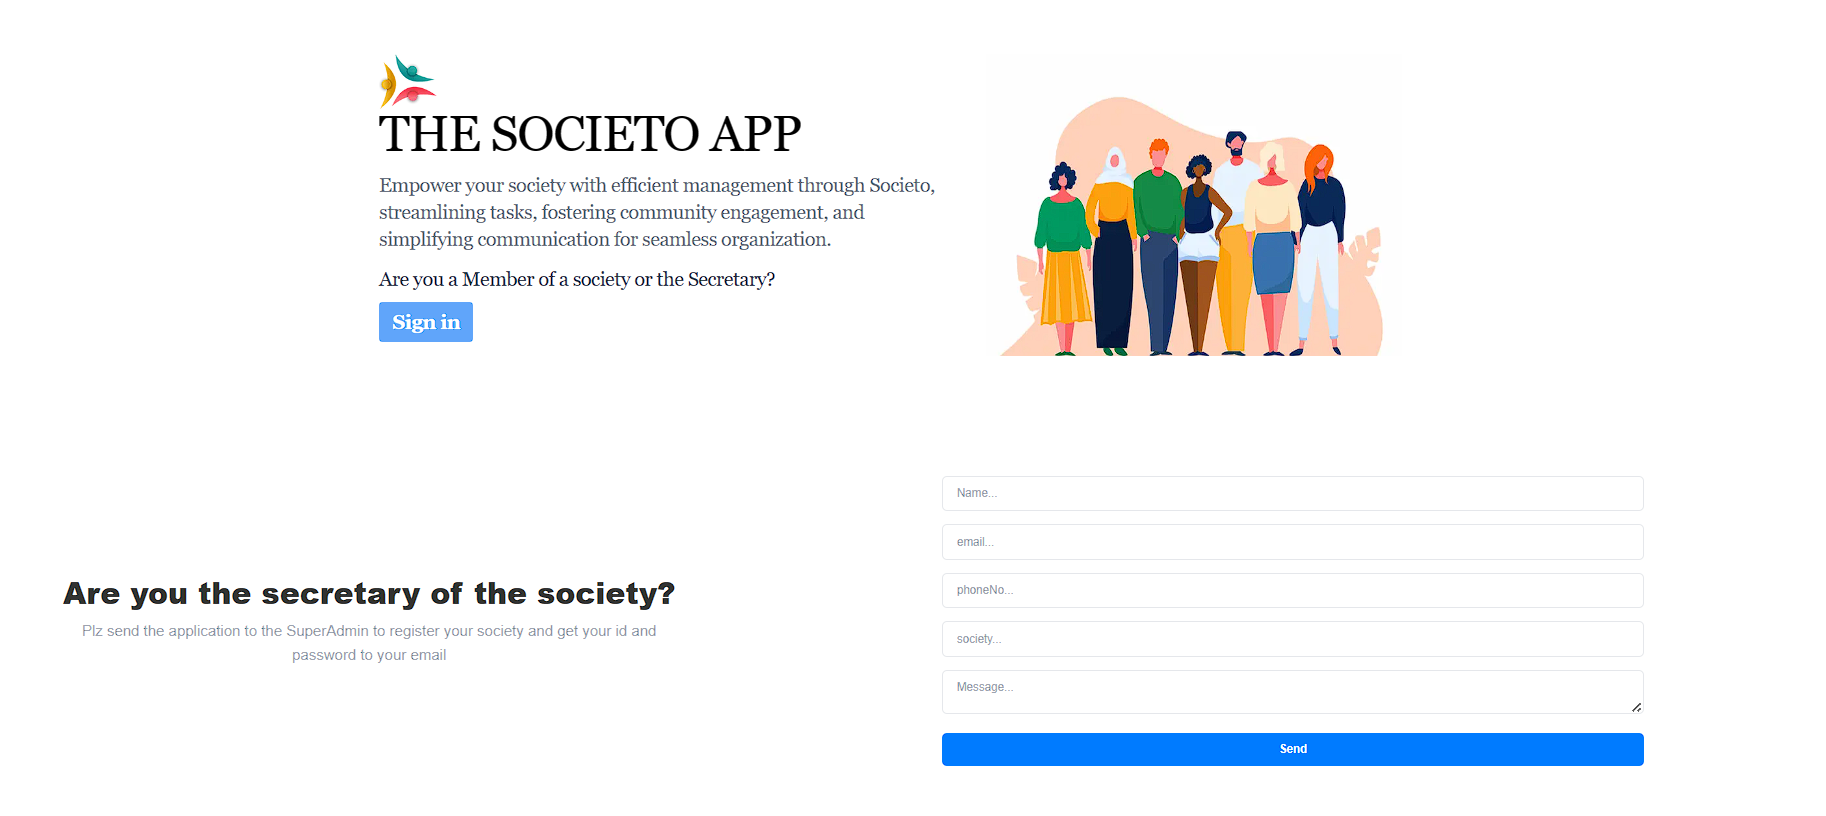 THE SOCIETO APP
Empower your society with efficient management through Societo,
streamlining tasks, fostering community engagement, and
simplifying communication for seamless organization.
Are you a Member of a society or the Secretary?
Sign in
Are you the secretary of the society?
Plz send the application to the SuperAdmin to register your society and get your id and
password to your email
Name...
email...
phoneNo...
society...
Message...
Send